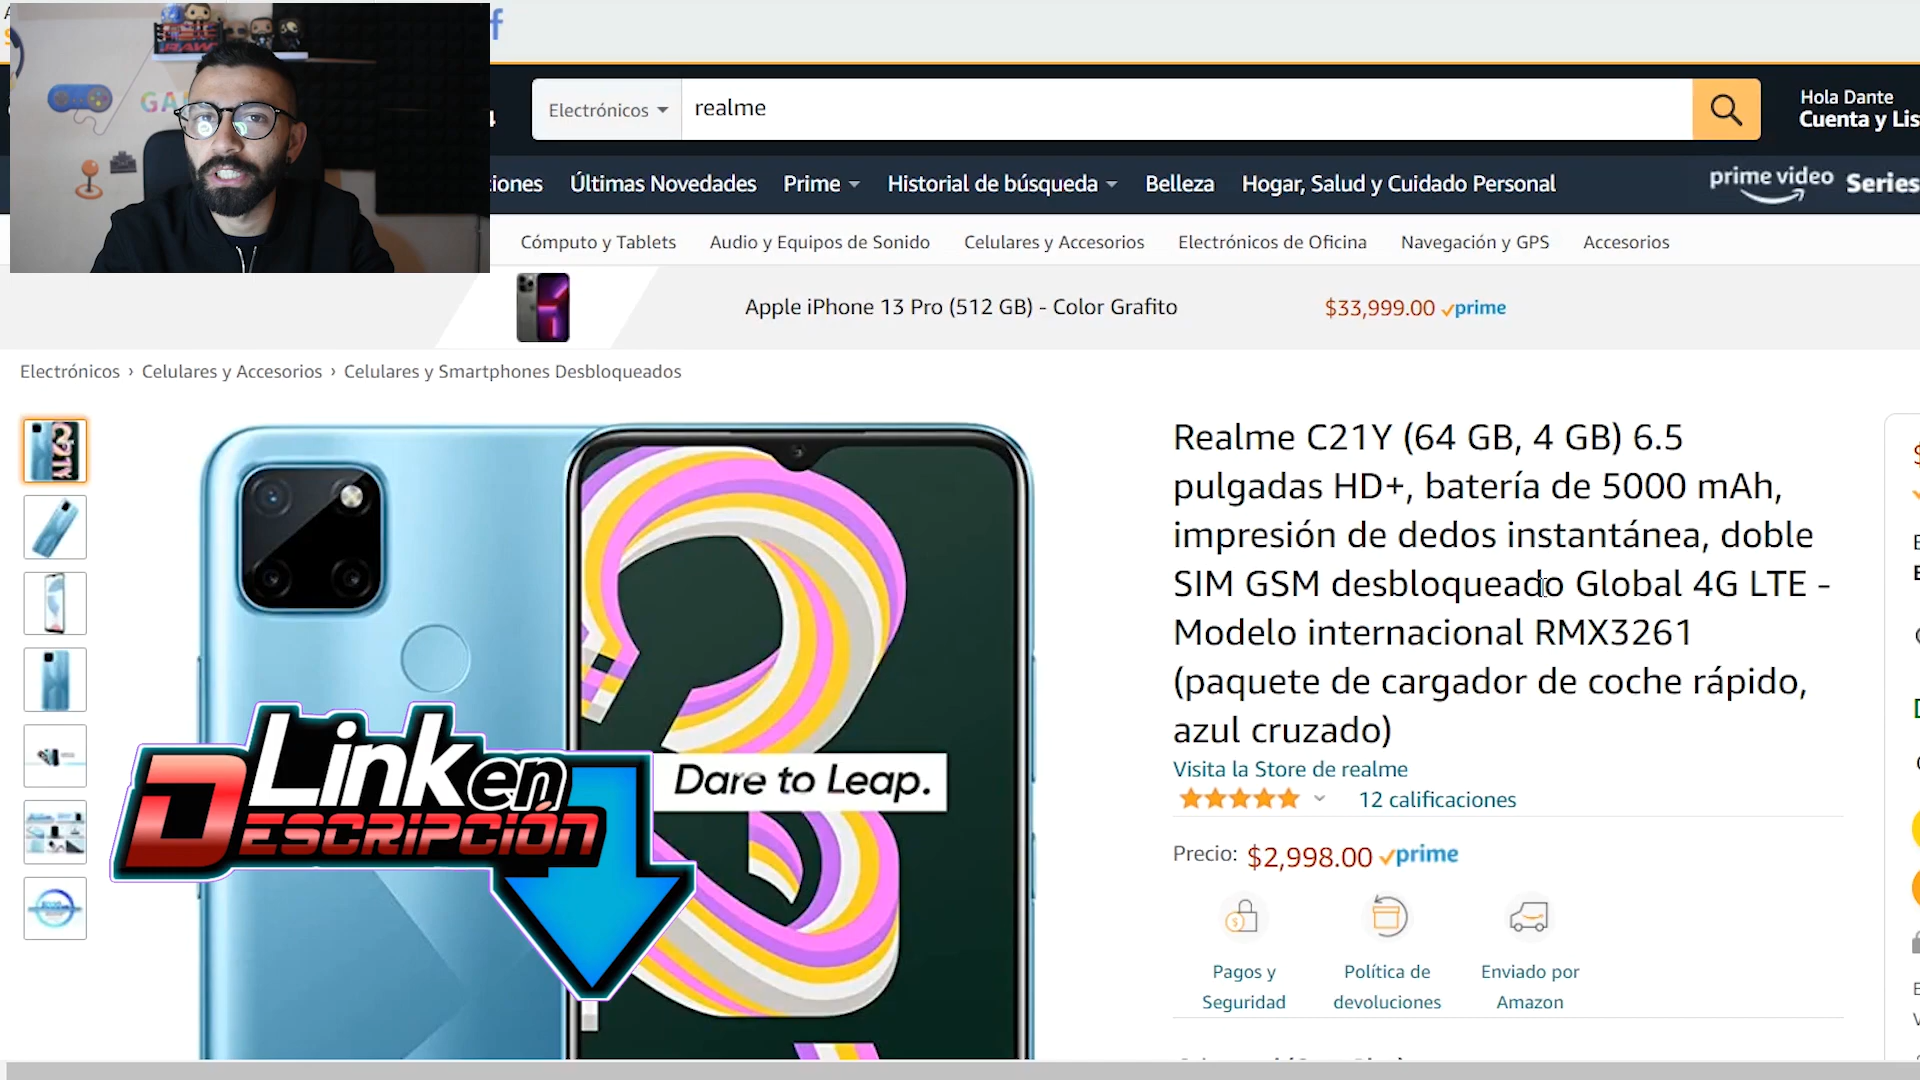 Electrónicos
realme
Hola Dante
Cuenta y Lis
iones
Últimas Novedades
Prime
Historial de búsqueda
Belleza
Hogar, Salud y Cuidado Personal
prime video
Series
Cómputo y Tablets
Audio y Equipos de Sonido
Celulares y Accesorios
Electrónicos de Oficina
Navegación y GPS
Accesorios
Apple iPhone 13 Pro (512 GB) - Color Grafito
$33,999.00 prime
Electrónicos › Celulares y Accesorios › Celulares y Smartphones Desbloqueados
Realme C21Y (64 GB, 4 GB) 6.5
pulgadas HD+, batería de 5000 mAh,
impresión de dedos instantánea, doble
SIM GSM desbloqueado Global 4G LTE -
Modelo internacional RMX3261
(paquete de cargador de coche rápido,
azul cruzado)
Visita la Store de realme
12 calificaciones
Precio: $2,998.00 prime
Pagos y
Seguridad
Política de
devoluciones
Enviado por
Amazon
Dare to Leap.
Link en
Descripción